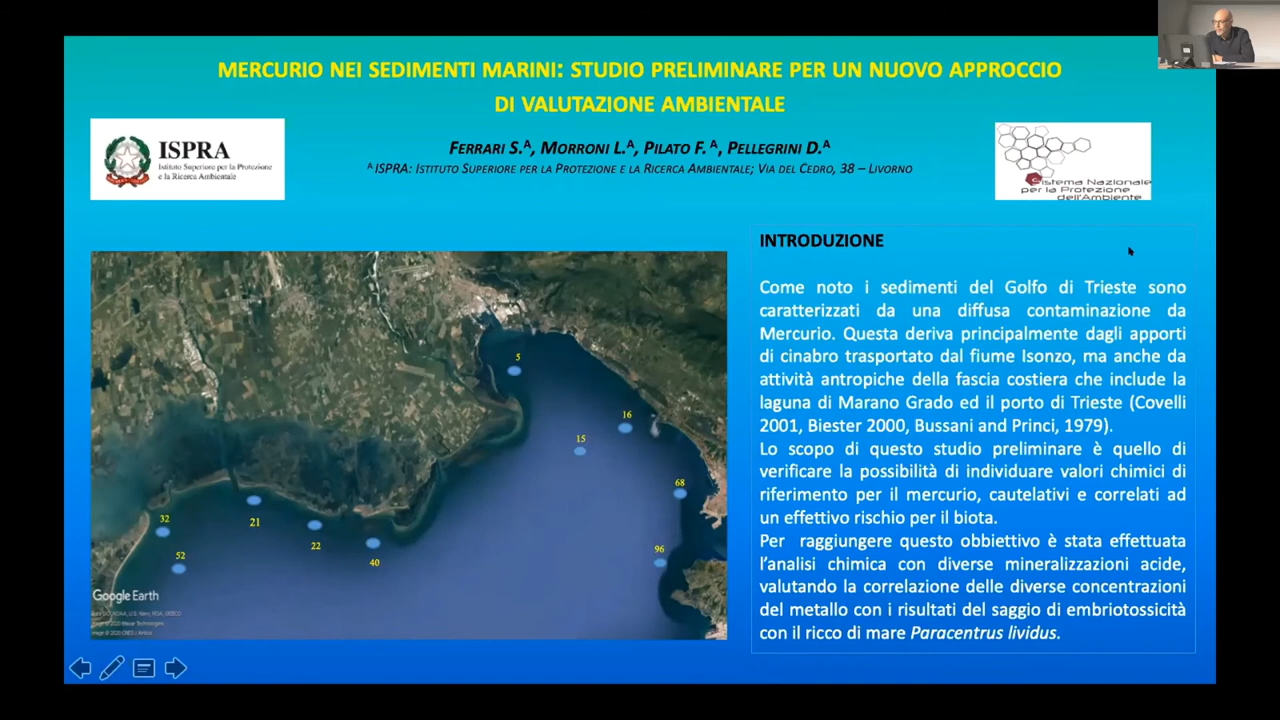 MERCURIO NEI SEDIMENTI MARINI: STUDIO PRELIMINARE PER UN NUOVO APPROCCIO
DI VALUTAZIONE AMBIENTALE
FERRARI S.A, MORRONI L.A, PILATO F. A, PELLEGRINI D.A
A ISPRA: ISTITUTO SUPERIORE PER LA PROTEZIONE E LA RICERCA AMBIENTALE; VIA DEL CEDRO, 38 – LIVORNO
ISPRA
Istituto Superiore per la Protezione
e la Ricerca Ambientale
Sistema Nazionale
per la Protezione
dell'Ambiente
INTRODUZIONE
Come noto i sedimenti del Golfo di Trieste sono
caratterizzati da una diffusa contaminazione da
Mercurio. Questa deriva principalmente dagli apporti
di cinabro trasportato dal fiume Isonzo, ma anche da
attività antropiche della fascia costiera che include la
laguna di Marano Grado ed il porto di Trieste (Covelli
2001, Biester 2000, Bussani and Princi, 1979).
Lo scopo di questo studio preliminare è quello di
verificare la possibilità di individuare valori chimici di
riferimento per il mercurio, cautelativi e correlati ad
un effettivo rischio per il biota.
Per raggiungere questo obbiettivo è stata effettuata
l'analisi chimica con diverse mineralizzazioni acide,
valutando la correlazione delle diverse concentrazioni
del metallo con i risultati del saggio di embriotossicità
con il ricco di mare Paracentrus lividus.
5
16
15
68
32
21
22
96
52
40
Google Earth